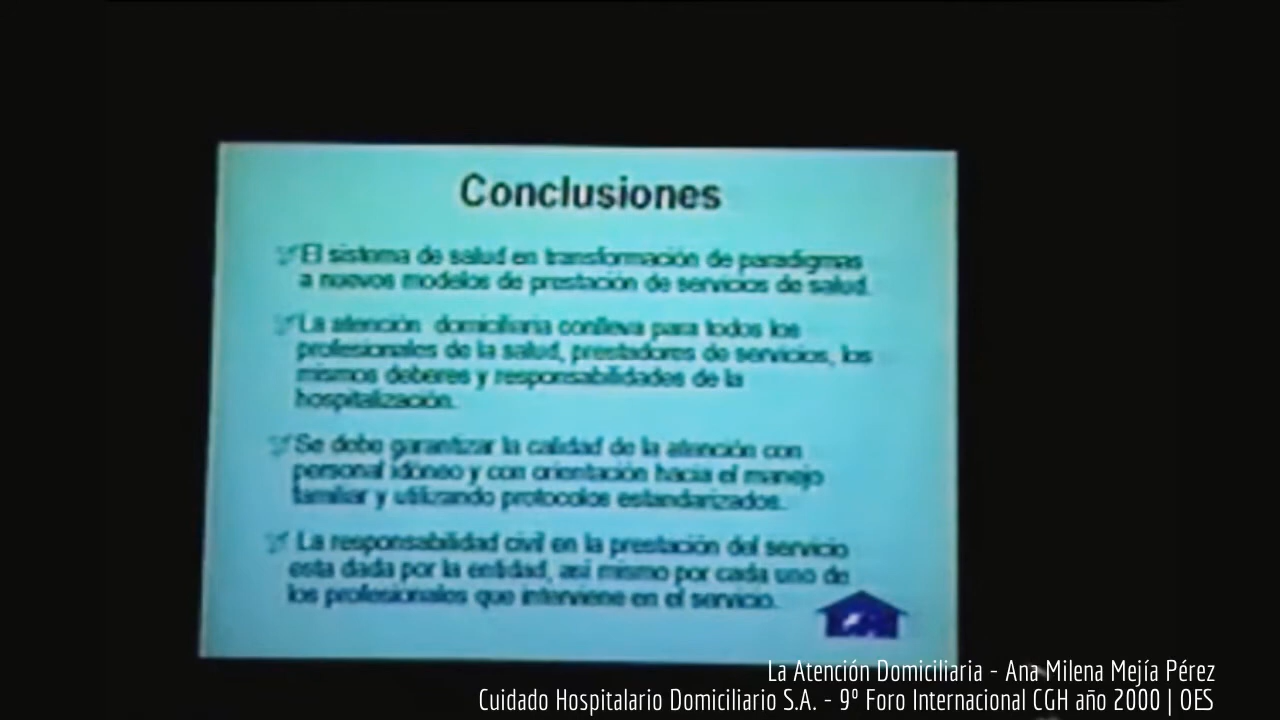 Conclusiones
El sistema de salud en transformación de paradigmas
a nuevos modelos de prestación de servicios de salud.
La atención domiciliaria conlleva para todos los
profesionales de la salud, prestadores de servicios, los
mismos deberes y responsabilidades de la
hospitalización.
Se debe garantizar la calidad de la atención con
personal idóneo y con orientación hacia el manejo
familiar y utilizando protocolos estandarizados.
La responsabilidad civil en la prestación del servicio
esta dada por la entidad, asi mismo por cada uno de
los profesionales que interviene en el servicio.
La Atención Domiciliaria - Ana Milena Mejía Pérez
Cuidado Hospitalario Domiciliario S.A. - 9º Foro Internacional CGH año 2000 | OES